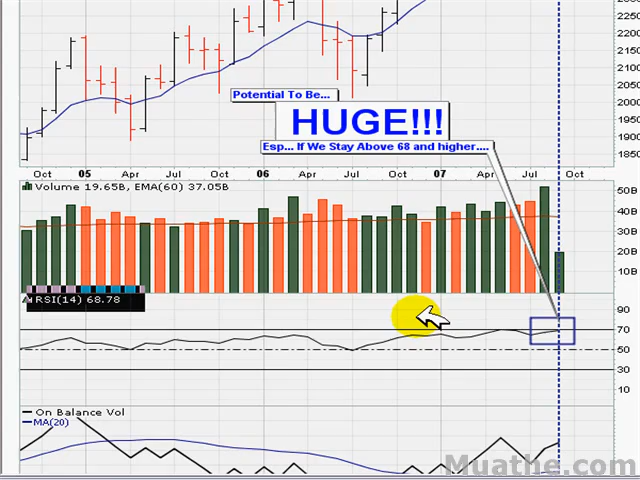 2250
2200
2150
2100
2050
2000
1950
1900
1850
Potential To Be...
HUGE!!!
Esp... If We Stay Above 68 and higher....
Oct 05 Apr Jul Oct 06 Apr Jul Oct 07 Apr Jul Oct
Volume 19.65B, EMA(60) 37.05B
50B
40B
30B
20B
10B
RSI(14) 68.78
90
70
50
30
10
On Balance Vol
MA(20)
Muathe.com